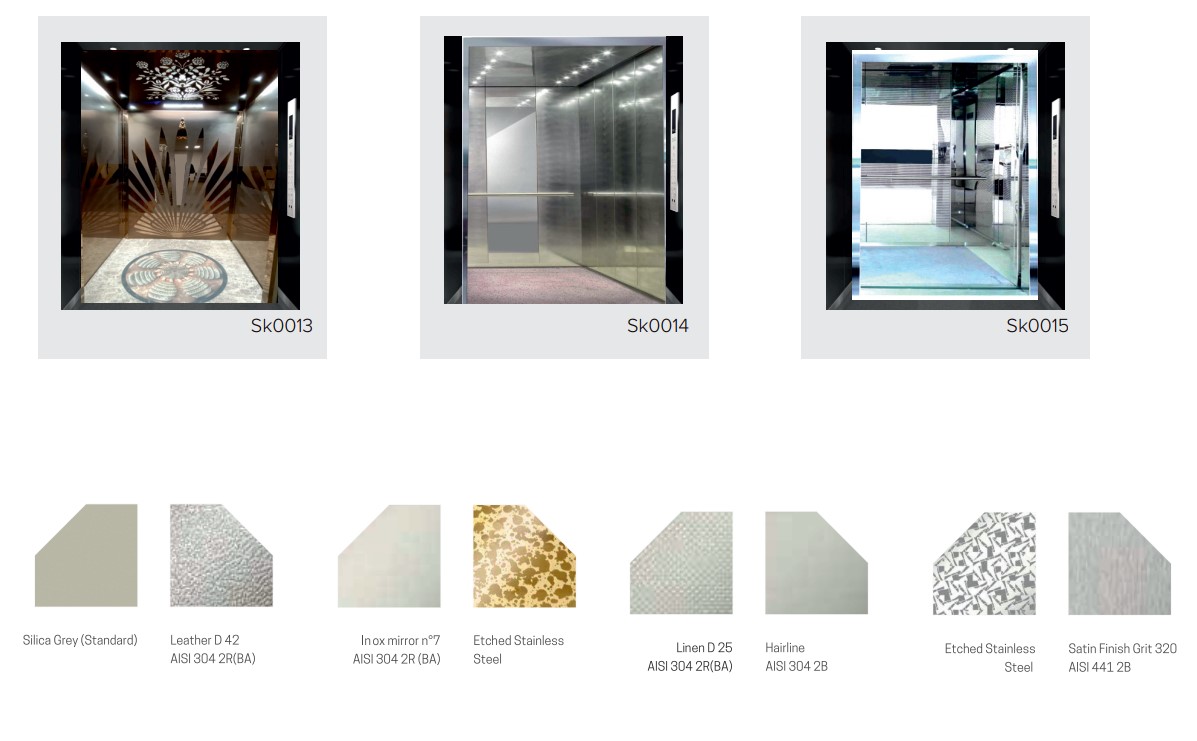 Sk0013
Sk0014
Sk0015
Silica Grey (Standard)
Leather D 42
AISI 304 2R(BA)
Inox mirror n°7
AISI 304 2R (BA)
Etched Stainless
Steel
Linen D 25
AISI 304 2R(BA)
Hairline
AISI 304 2B
Etched Stainless
Steel
Satin Finish Grit 320
AISI 441 2B